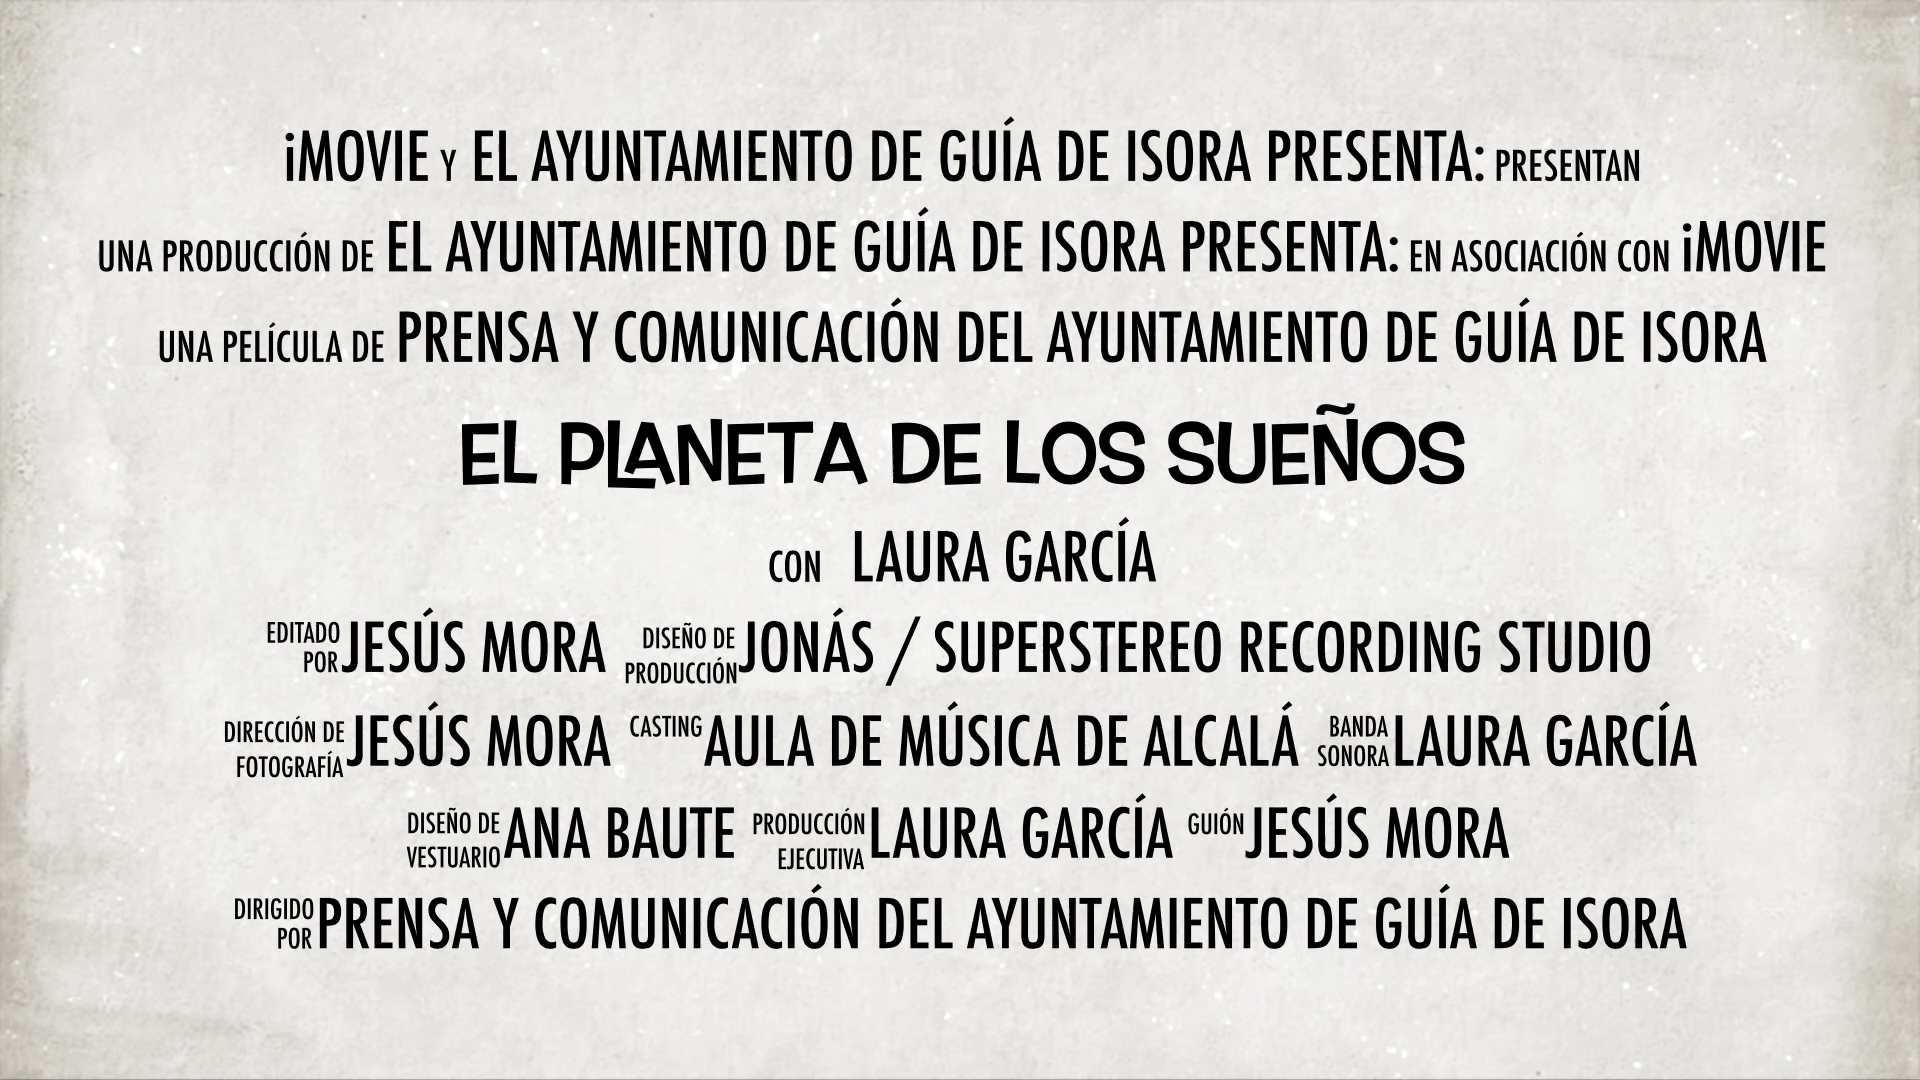 iMOVIE Y EL AYUNTAMIENTO DE GUÍA DE ISORA PRESENTA: PRESENTAN
UNA PRODUCCIÓN DE EL AYUNTAMIENTO DE GUÍA DE ISORA PRESENTA: EN ASOCIACIÓN CON iMOVIE
UNA PELÍCULA DE PRENSA Y COMUNICACIÓN DEL AYUNTAMIENTO DE GUÍA DE ISORA
EL PLANETA DE LOS SUEÑOS
CON LAURA GARCÍA
EDITADO POR JESÚS MORA DISEÑO DE PRODUCCIÓN JONÁS / SUPERSTEREO RECORDING STUDIO
DIRECCIÓN DE FOTOGRAFÍA JESÚS MORA CASTING AULA DE MÚSICA DE ALCALÁ BANDA SONORA LAURA GARCÍA
DISEÑO DE VESTUARIO ANA BAUTE PRODUCCIÓN EJECUTIVA LAURA GARCÍA GUIÓN JESÚS MORA
DIRIGIDO POR PRENSA Y COMUNICACIÓN DEL AYUNTAMIENTO DE GUÍA DE ISORA